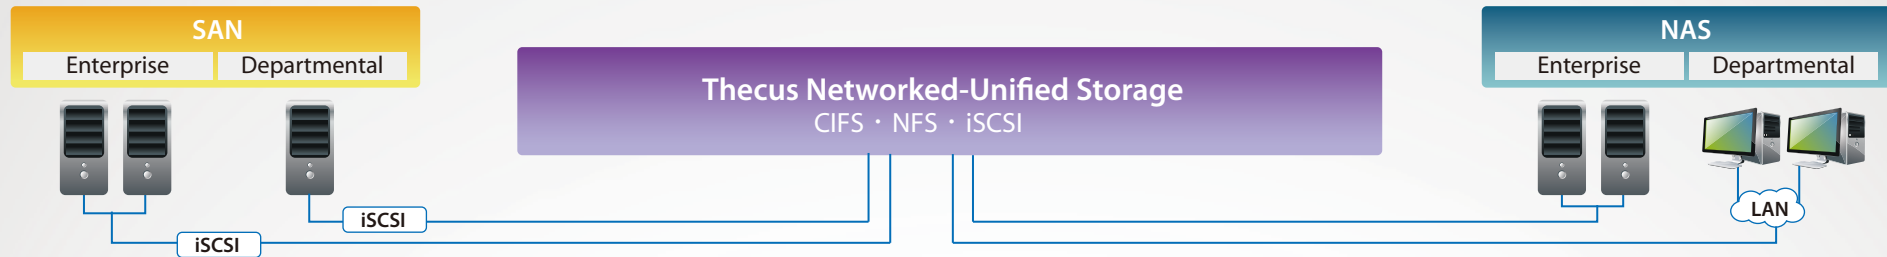 SAN
Enterprise
Departmental
Thecus Networked-Unified Storage
CIFS · NFS · iSCSI
NAS
Enterprise
Departmental
iSCSI
iSCSI
LAN